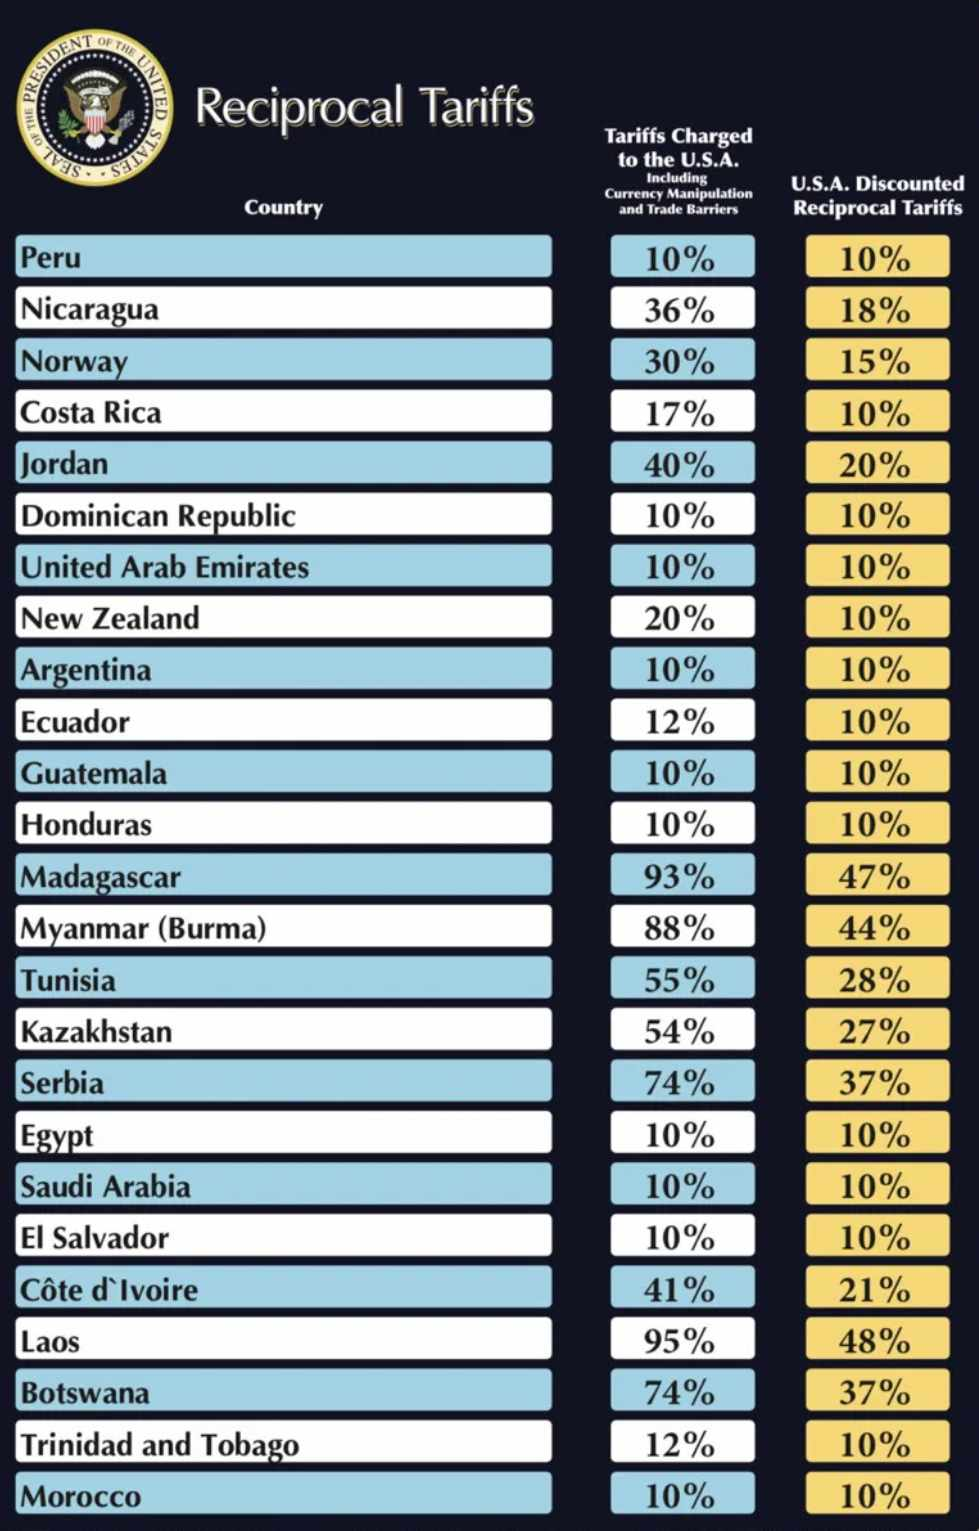 SEAL OF THE PRESIDENT OF THE UNITED STATES
Reciprocal Tariffs
Country
Tariffs Charged
to the U.S.A.
Including
Currency Manipulation
and Trade Barriers
U.S.A. Discounted
Reciprocal Tariffs
Peru 10% 10%
Nicaragua 36% 18%
Norway 30% 15%
Costa Rica 17% 10%
Jordan 40% 20%
Dominican Republic 10% 10%
United Arab Emirates 10% 10%
New Zealand 20% 10%
Argentina 10% 10%
Ecuador 12% 10%
Guatemala 10% 10%
Honduras 10% 10%
Madagascar 93% 47%
Myanmar (Burma) 88% 44%
Tunisia 55% 28%
Kazakhstan 54% 27%
Serbia 74% 37%
Egypt 10% 10%
Saudi Arabia 10% 10%
El Salvador 10% 10%
Côte d`Ivoire 41% 21%
Laos 95% 48%
Botswana 74% 37%
Trinidad and Tobago 12% 10%
Morocco 10% 10%